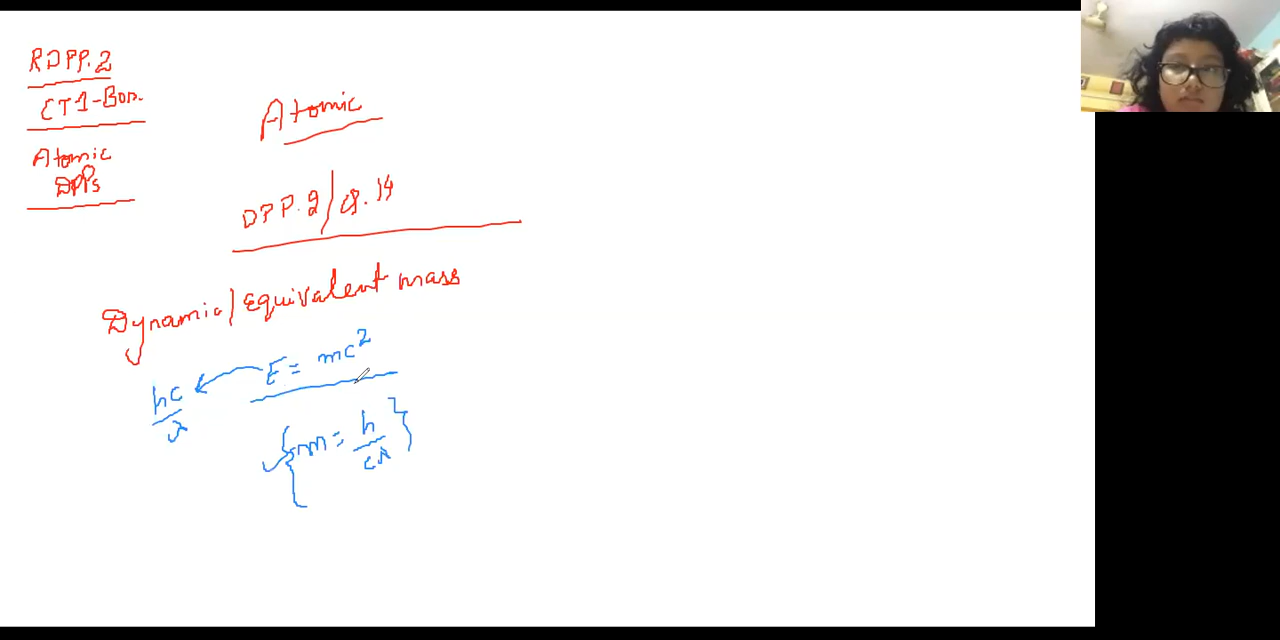 RDPP.2
CT1-Bon.
Atomic
DPPs
Atomic
DPP.2/Q.14
Dynamic/Equivalent mass
E = mc²
hc/λ
m = h/cλ